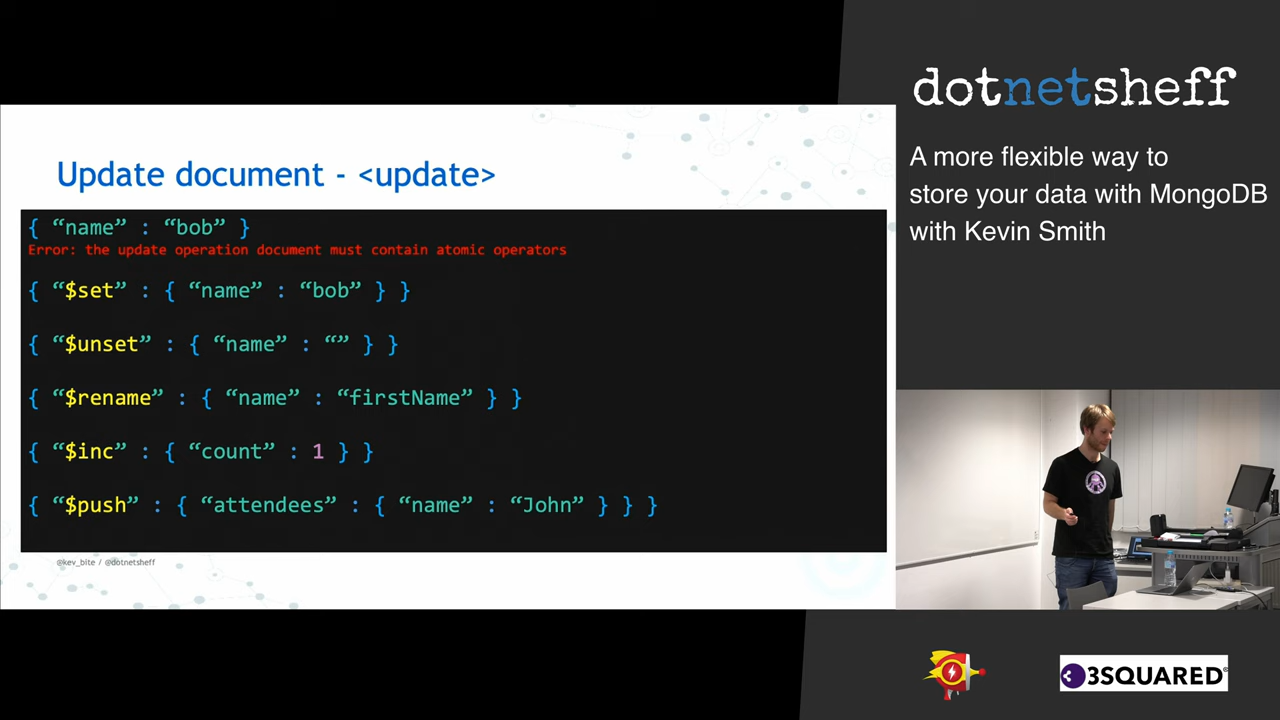 Update document - <update>
{ “name” : “bob” }
Error: the update operation document must contain atomic operators
{ “$set” : { “name” : “bob” } }
{ “$unset” : { “name” : “” } }
{ “$rename” : { “name” : “firstName” } }
{ “$inc” : { “count” : 1 } }
{ “$push” : { “attendees” : { “name” : “John” } } }
@kev_bite / @dotnetsheff
dotnetsheff
A more flexible way to
store your data with MongoDB
with Kevin Smith
3SQUARED